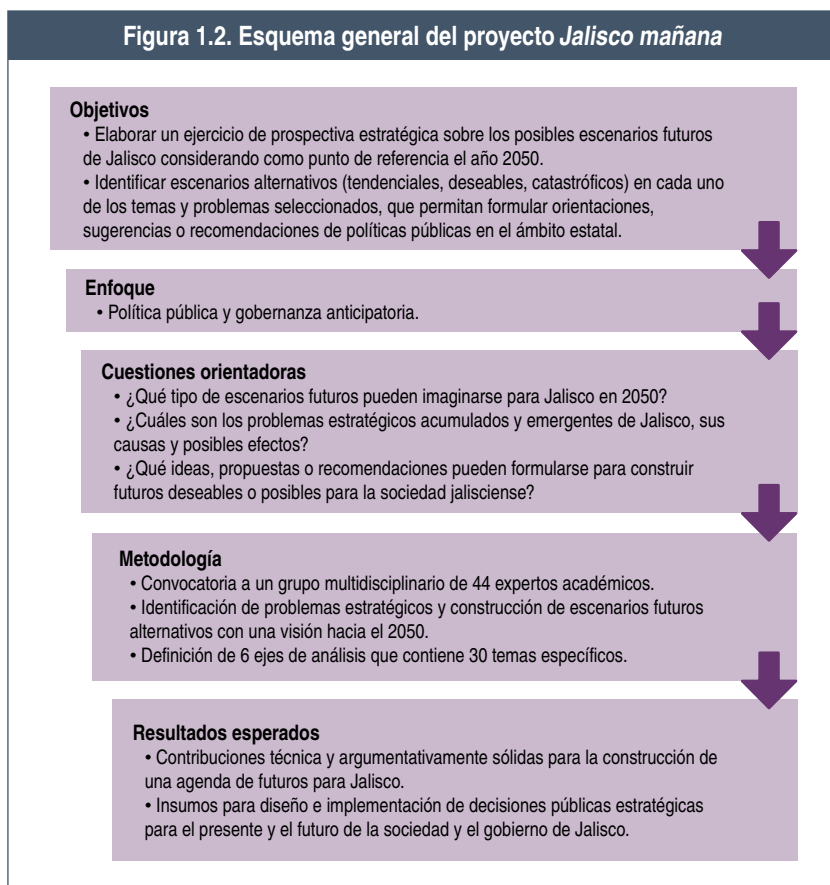 Figura 1.2. Esquema general del proyecto Jalisco mañana
Objetivos
• Elaborar un ejercicio de prospectiva estratégica sobre los posibles escenarios futuros
de Jalisco considerando como punto de referencia el año 2050.
• Identificar escenarios alternativos (tendenciales, deseables, catastróficos) en cada uno
de los temas y problemas seleccionados, que permitan formular orientaciones,
sugerencias o recomendaciones de políticas públicas en el ámbito estatal.
Enfoque
• Política pública y gobernanza anticipatoria.
Cuestiones orientadoras
• ¿Qué tipo de escenarios futuros pueden imaginarse para Jalisco en 2050?
• ¿Cuáles son los problemas estratégicos acumulados y emergentes de Jalisco, sus
causas y posibles efectos?
• ¿Qué ideas, propuestas o recomendaciones pueden formularse para construir
futuros deseables o posibles para la sociedad jalisciense?
Metodología
• Convocatoria a un grupo multidisciplinario de 44 expertos académicos.
• Identificación de problemas estratégicos y construcción de escenarios futuros
alternativos con una visión hacia el 2050.
• Definición de 6 ejes de análisis que contiene 30 temas específicos.
Resultados esperados
• Contribuciones técnica y argumentativamente sólidas para la construcción de
una agenda de futuros para Jalisco.
• Insumos para diseño e implementación de decisiones públicas estratégicas
para el presente y el futuro de la sociedad y el gobierno de Jalisco.